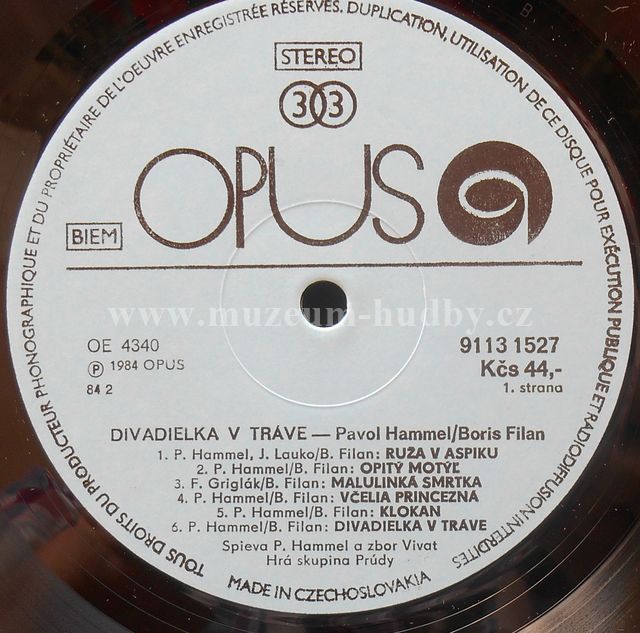 TOUS DROITS DU PRODUCTEUR PHONOGRAPHIQUE ET DU PROPRIÉTAIRE DE L'OEUVRE ENREGISTRÉE RÉSERVÉS. DUPLICATION, UTILISATION DE CE DISQUE POUR EXÉCUTION PUBLIQUE ET RADIODIFFUSION INTERDITES
STEREO
33
OPUS
BIEM
www.muzeum-hudby.cz
OE 4340
9113 1527
Ⓟ 1984 OPUS
Kčs 44,-
84 2
1. strana
DIVADIELKA V TRÁVE — Pavol Hammel/Boris Filan
1. P. Hammel, J. Lauko/B. Filan: RUŽA V ASPIKU
2. P. Hammel/B. Filan: OPITÝ MOTÝĽ
3. F. Griglák/B. Filan: MALULINKÁ SMRTKA
4. P. Hammel/B. Filan: VČELIA PRINCEZNÁ
5. P. Hammel/B. Filan: KLOKAN
6. P. Hammel/B. Filan: DIVADIELKA V TRÁVE
Spieva P. Hammel a zbor Vivat
Hrá skupina Prúdy
MADE IN CZECHOSLOVAKIA